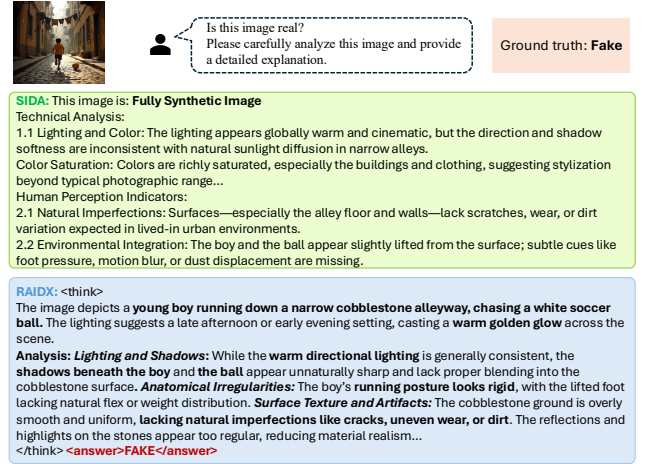 Is this image real?
Please carefully analyze this image and provide
a detailed explanation.
Ground truth: Fake
SIDA: This image is: Fully Synthetic Image
Technical Analysis:
1.1 Lighting and Color: The lighting appears globally warm and cinematic, but the direction and shadow
softness are inconsistent with natural sunlight diffusion in narrow alleys.
Color Saturation: Colors are richly saturated, especially the buildings and clothing, suggesting stylization
beyond typical photographic range...
Human Perception Indicators:
2.1 Natural Imperfections: Surfaces—especially the alley floor and walls—lack scratches, wear, or dirt
variation expected in lived-in urban environments.
2.2 Environmental Integration: The boy and the ball appear slightly lifted from the surface; subtle cues like
foot pressure, motion blur, or dust displacement are missing.
RAIDX: <think>
The image depicts a young boy running down a narrow cobblestone alleyway, chasing a white soccer
ball. The lighting suggests a late afternoon or early evening setting, casting a warm golden glow across the
scene.
Analysis: Lighting and Shadows: While the warm directional lighting is generally consistent, the
shadows beneath the boy and the ball appear unnaturally sharp and lack proper blending into the
cobblestone surface. Anatomical Irregularities: The boy's running posture looks rigid, with the lifted foot
lacking natural flex or weight distribution. Surface Texture and Artifacts: The cobblestone ground is overly
smooth and uniform, lacking natural imperfections like cracks, uneven wear, or dirt. The reflections and
highlights on the stones appear too regular, reducing material realism...
</think> <answer>FAKE</answer>